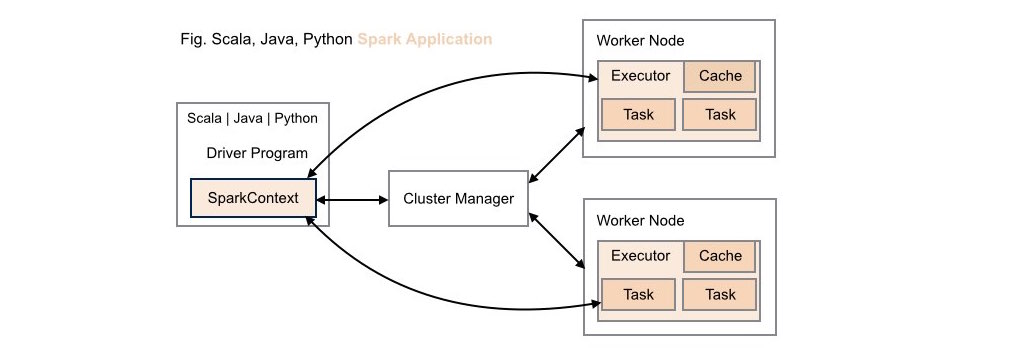 Fig. Scala, Java, Python Spark Application
Scala | Java | Python
Driver Program
SparkContext
Cluster Manager
Worker Node
Executor Cache
Task Task
Worker Node
Executor Cache
Task Task